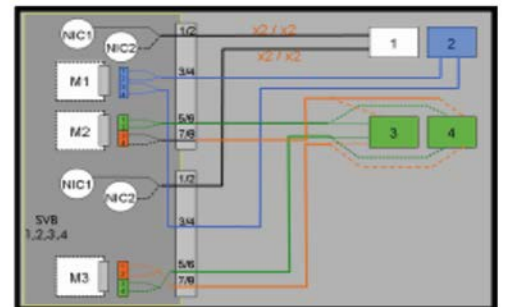 NIC1
NIC2
1/2
x2 / x2
x2 / x2
1
2
M1
3/4
M2
5/6
7/8
3
4
NIC1
NIC2
1/2
SVB
1,2,3,4
3/4
M3
5/6
7/8